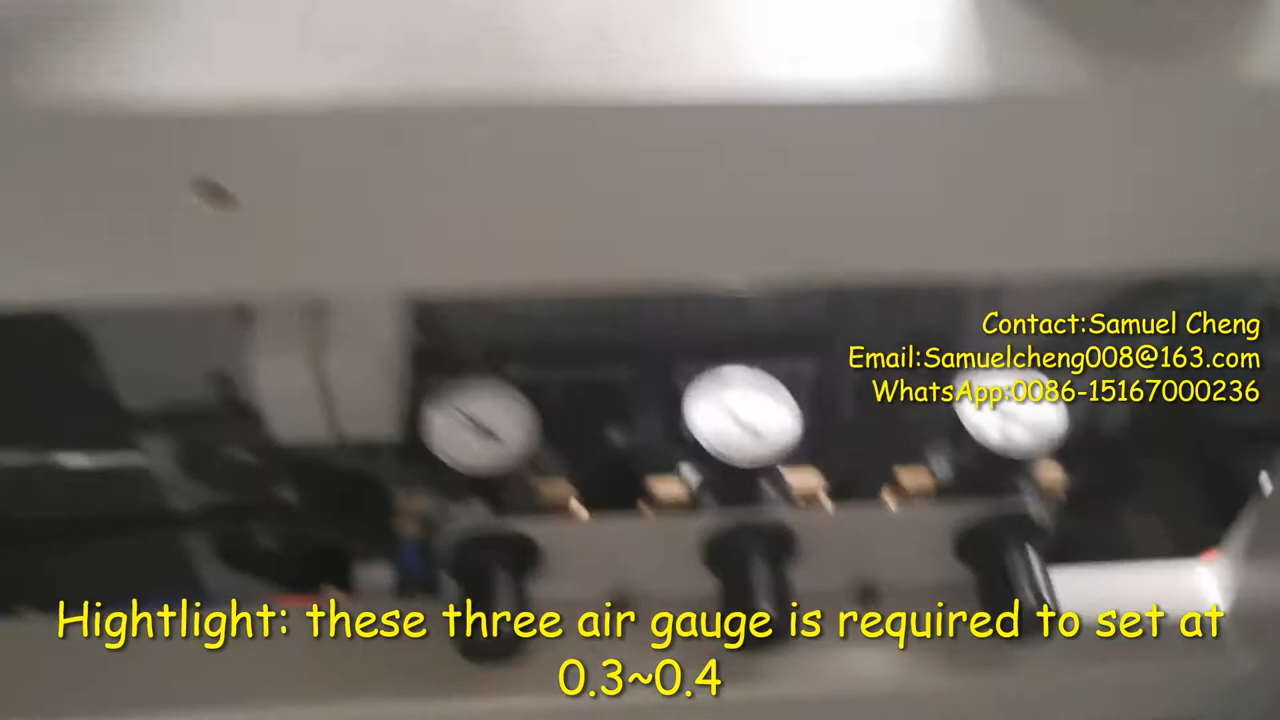 Contact:Samuel Cheng
Email:Samuelcheng008@163.com
WhatsApp:0086-15167000236
Hightlight: these three air gauge is required to set at
0.3~0.4